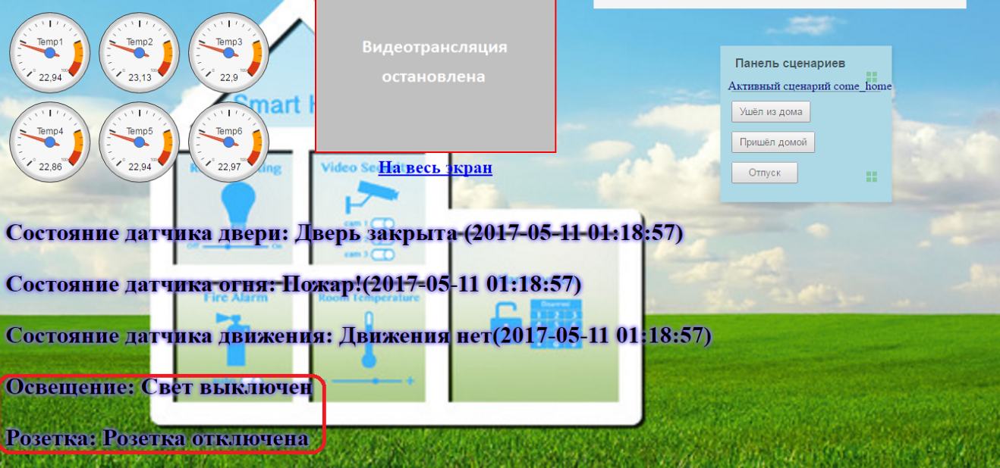 Temp1
22,94
Temp2
23,13
Temp3
22,9
Temp4
22,86
Temp5
22,94
Temp6
22,97
Видеотрансляция
остановлена
На весь экран
Панель сценариев
Активный сценарий come_home
Ушёл из дома
Пришёл домой
Отпуск
Smart
Video
cam 1
cam 3
Состояние датчика двери: Дверь закрыта (2017-05-11 01:18:57)
Состояние датчика огня: Пожар!(2017-05-11 01:18:57)
Fire Alarm
Room Temperature
Состояние датчика движения: Движения нет(2017-05-11 01:18:57)
Освещение: Свет выключен
Розетка: Розетка отключена